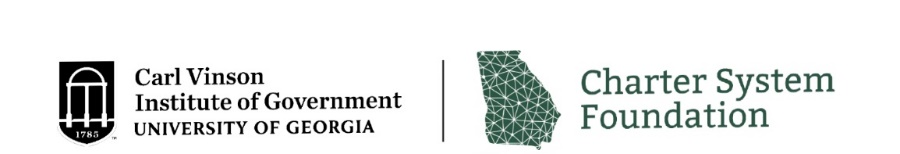 1785
Carl Vinson
Institute of Government
UNIVERSITY OF GEORGIA
Charter System
Foundation